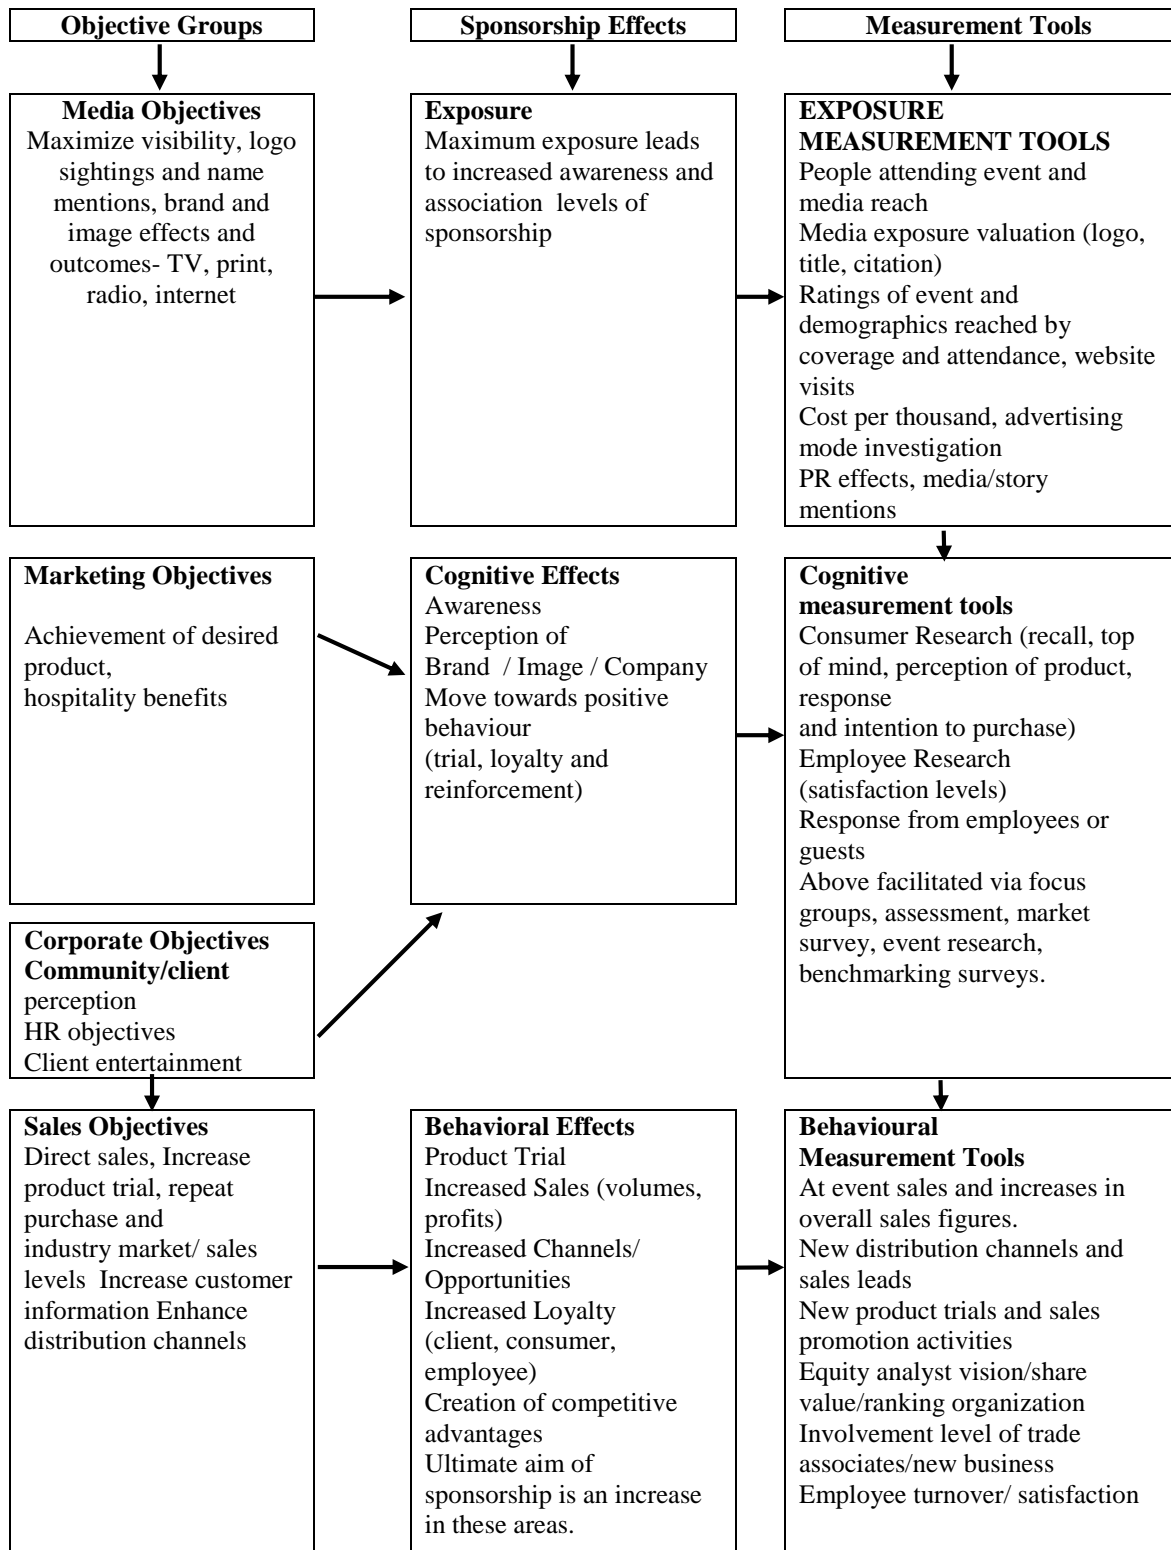 Objective Groups
Sponsorship Effects
Measurement Tools
Media Objectives
Maximize visibility, logo
sightings and name
mentions, brand and
image effects and
outcomes- TV, print,
radio, internet
Exposure
Maximum exposure leads
to increased awareness and
association levels of
sponsorship
EXPOSURE
MEASUREMENT TOOLS
People attending event and
media reach
Media exposure valuation (logo,
title, citation)
Ratings of event and
demographics reached by
coverage and attendance, website
visits
Cost per thousand, advertising
mode investigation
PR effects, media/story
mentions
Marketing Objectives
Achievement of desired
product,
hospitality benefits
Cognitive Effects
Awareness
Perception of
Brand / Image / Company
Move towards positive
behaviour
(trial, loyalty and
reinforcement)
Cognitive
measurement tools
Consumer Research (recall, top
of mind, perception of product,
response
and intention to purchase)
Employee Research
(satisfaction levels)
Response from employees or
guests
Above facilitated via focus
groups, assessment, market
survey, event research,
benchmarking surveys.
Corporate Objectives
Community/client
perception
HR objectives
Client entertainment
Sales Objectives
Direct sales, Increase
product trial, repeat
purchase and
industry market/ sales
levels Increase customer
information Enhance
distribution channels
Behavioral Effects
Product Trial
Increased Sales (volumes,
profits)
Increased Channels/
Opportunities
Increased Loyalty
(client, consumer,
employee)
Creation of competitive
advantages
Ultimate aim of
sponsorship is an increase
in these areas.
Behavioural
Measurement Tools
At event sales and increases in
overall sales figures.
New distribution channels and
sales leads
New product trials and sales
promotion activities
Equity analyst vision/share
value/ranking organization
Involvement level of trade
associates/new business
Employee turnover/ satisfaction